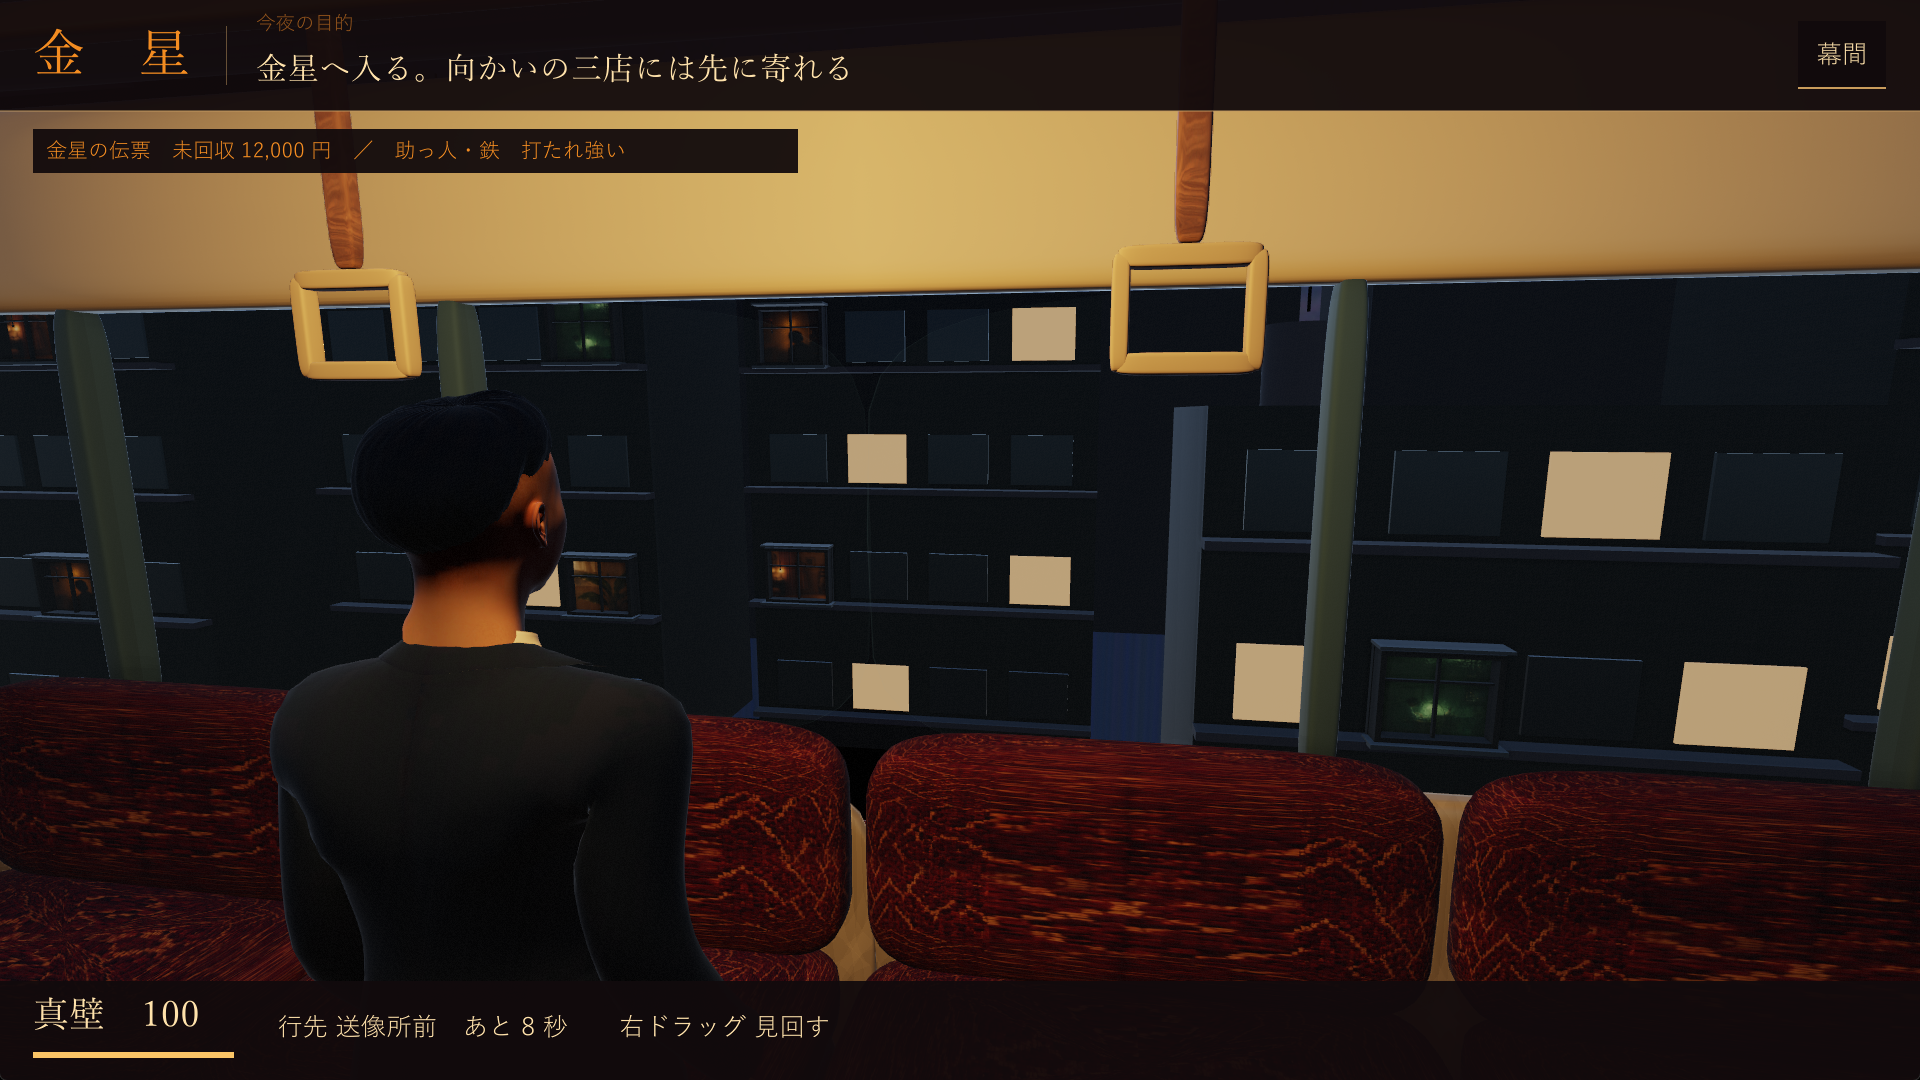 金 星
今夜の目的
金星へ入る。向かいの三店には先に寄れる
幕間
金星の伝票 未回収 12,000 円 ／ 助っ人・鉄 打たれ強い
真壁 100
行先 送像所前 あと 8 秒 右ドラッグ 見回す